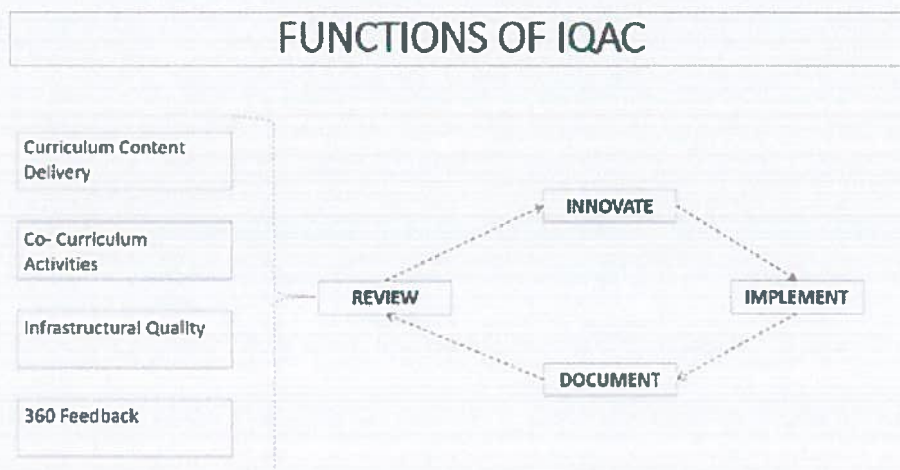 FUNCTIONS OF IQAC
Curriculum Content
Delivery
Co- Curriculum
Activities
Infrastructural Quality
360 Feedback
INNOVATE
REVIEW
IMPLEMENT
DOCUMENT